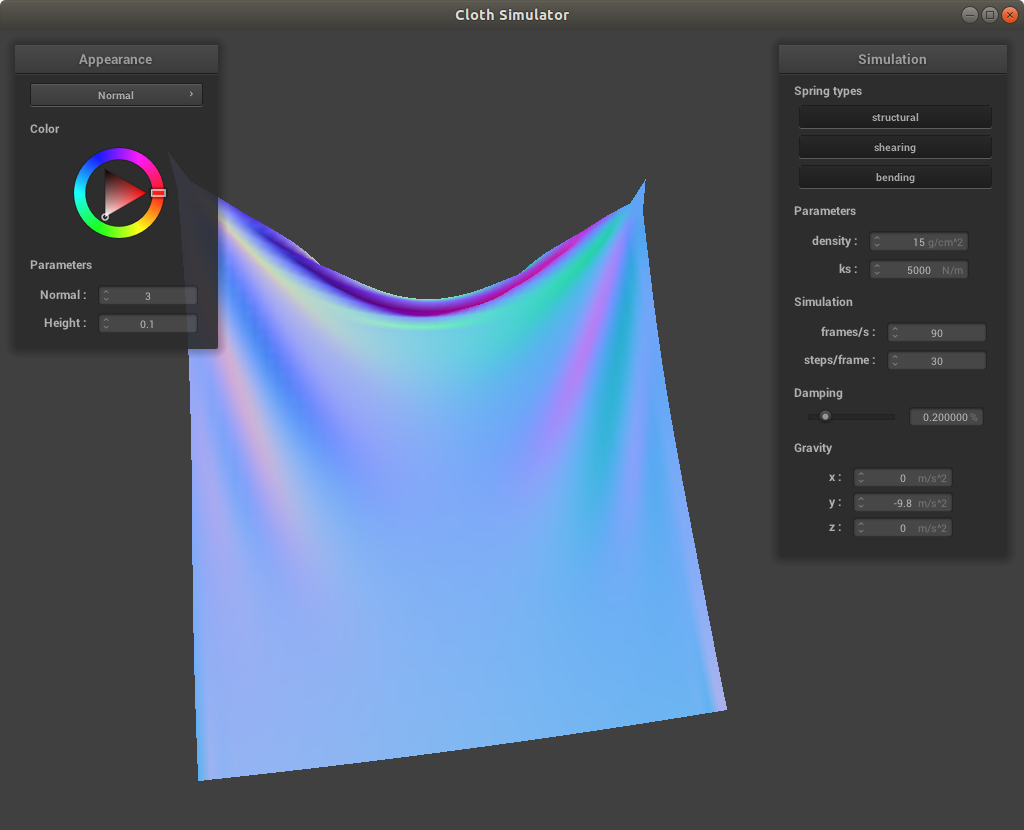 Cloth Simulator
Appearance
Normal
Color
Parameters
Normal : 3
Height : 0.1
Simulation
Spring types
structural
shearing
bending
Parameters
density : 15 g/cm^2
ks : 5000 N/m
Simulation
frames/s : 90
steps/frame : 30
Damping
0.200000 %
Gravity
x : 0 m/s^2
y : -9.8 m/s^2
z : 0 m/s^2